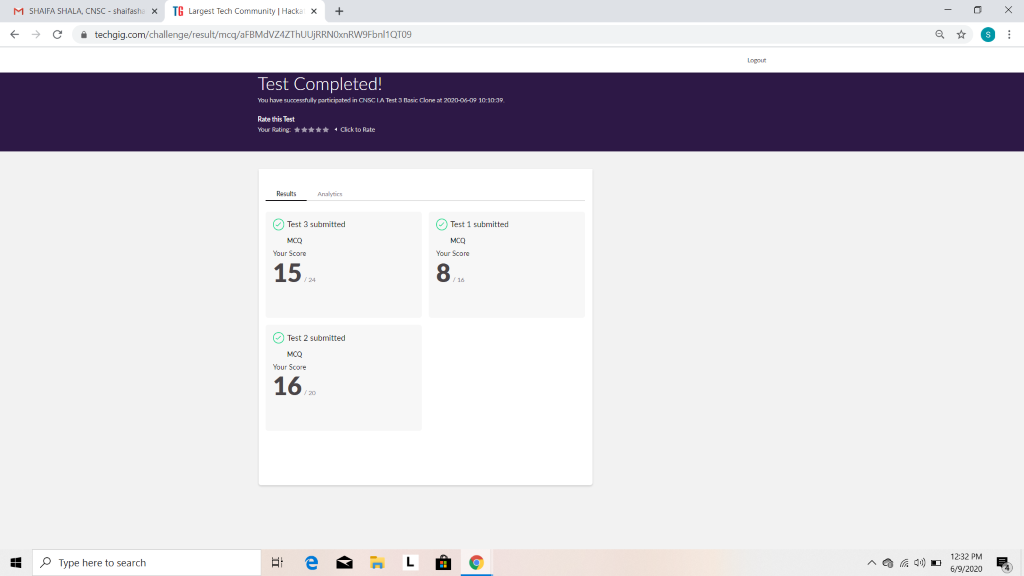 SHAIFA SHALA, CNSC - shaifasha
TG Largest Tech Community | Hacka
techgig.com/challenge/result/mcq/aFBMdVZ4ZThUUjRRN0xnRW9Fbnl1QT09
S
Logout
Test Completed!
You have successfully participated in CNSC LA Test 3 Basic Clone at 2020-06-09 10:10:39.
Rate this Test
Your Rating: Click to Rate
Results Analytics
Test 3 submitted
MCQ
Your Score
15 / 24
Test 1 submitted
MCQ
Your Score
8 / 16
Test 2 submitted
MCQ
Your Score
16 / 20
Type here to search
L
12:32 PM
6/9/2020
4